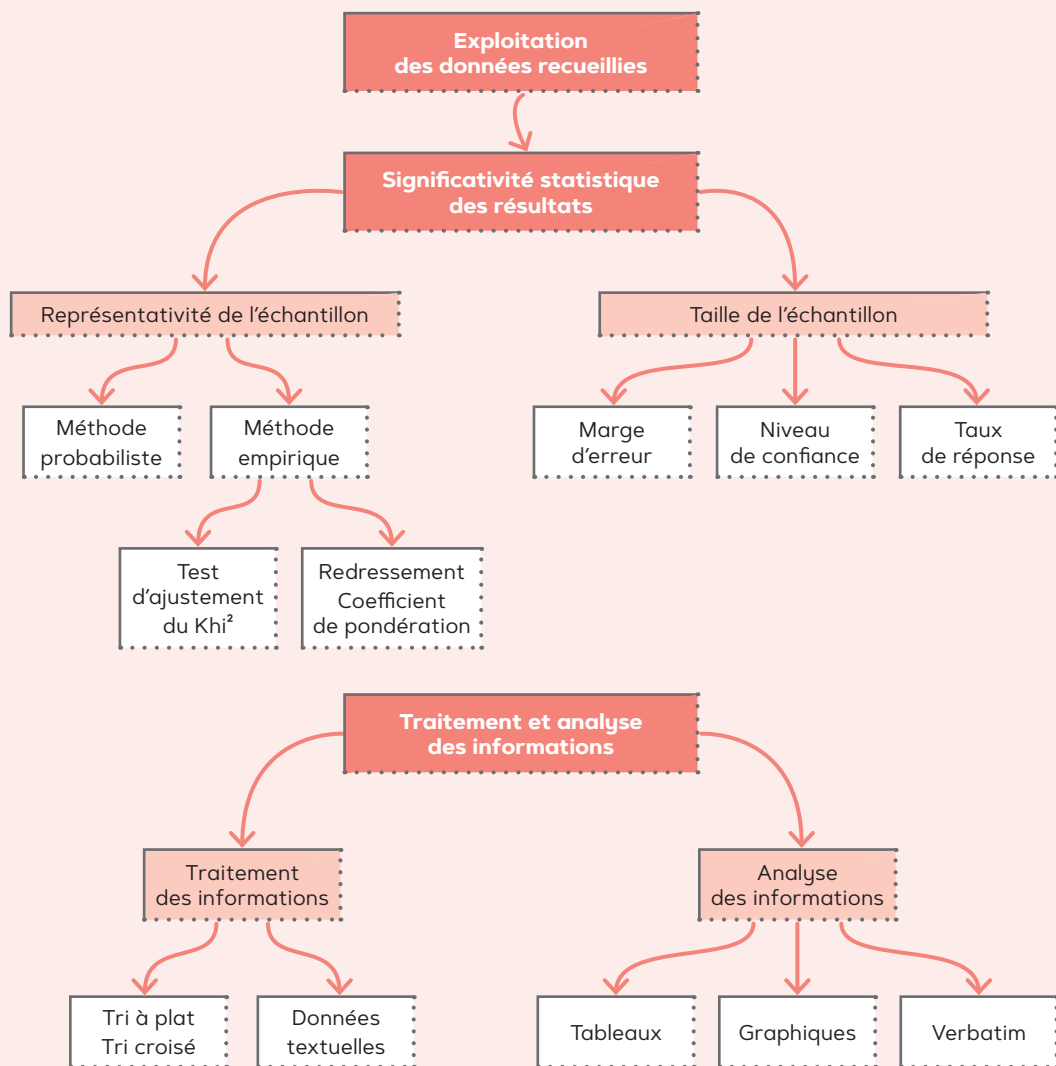 Exploitation
des données recueillies
Significativité statistique
des résultats
Représentativité de l'échantillon
Taille de l'échantillon
Méthode
probabiliste
Méthode
empirique
Marge
d'erreur
Niveau
de confiance
Taux
de réponse
Test
d'ajustement
du Khi²
Redressement
Coefficient
de pondération
Traitement et analyse
des informations
Traitement
des informations
Analyse
des informations
Tri à plat
Tri croisé
Données
textuelles
Tableaux
Graphiques
Verbatim